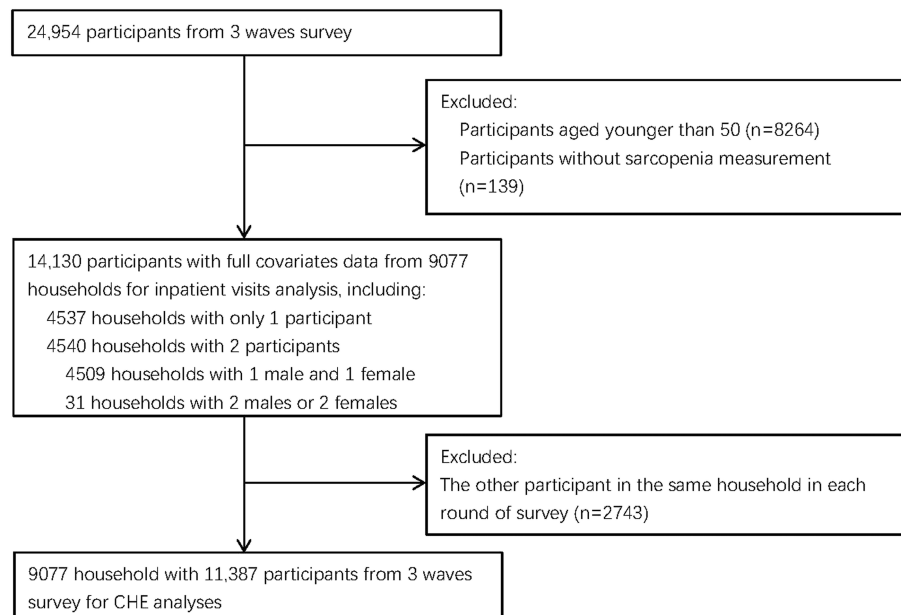 24,954 participants from 3 waves survey
Excluded:
Participants aged younger than 50 (n=8264)
Participants without sarcopenia measurement
(n=139)
14,130 participants with full covariates data from 9077
households for inpatient visits analysis, including:
4537 households with only 1 participant
4540 households with 2 participants
4509 households with 1 male and 1 female
31 households with 2 males or 2 females
Excluded:
The other participant in the same household in each
round of survey (n=2743)
9077 household with 11,387 participants from 3 waves
survey for CHE analyses